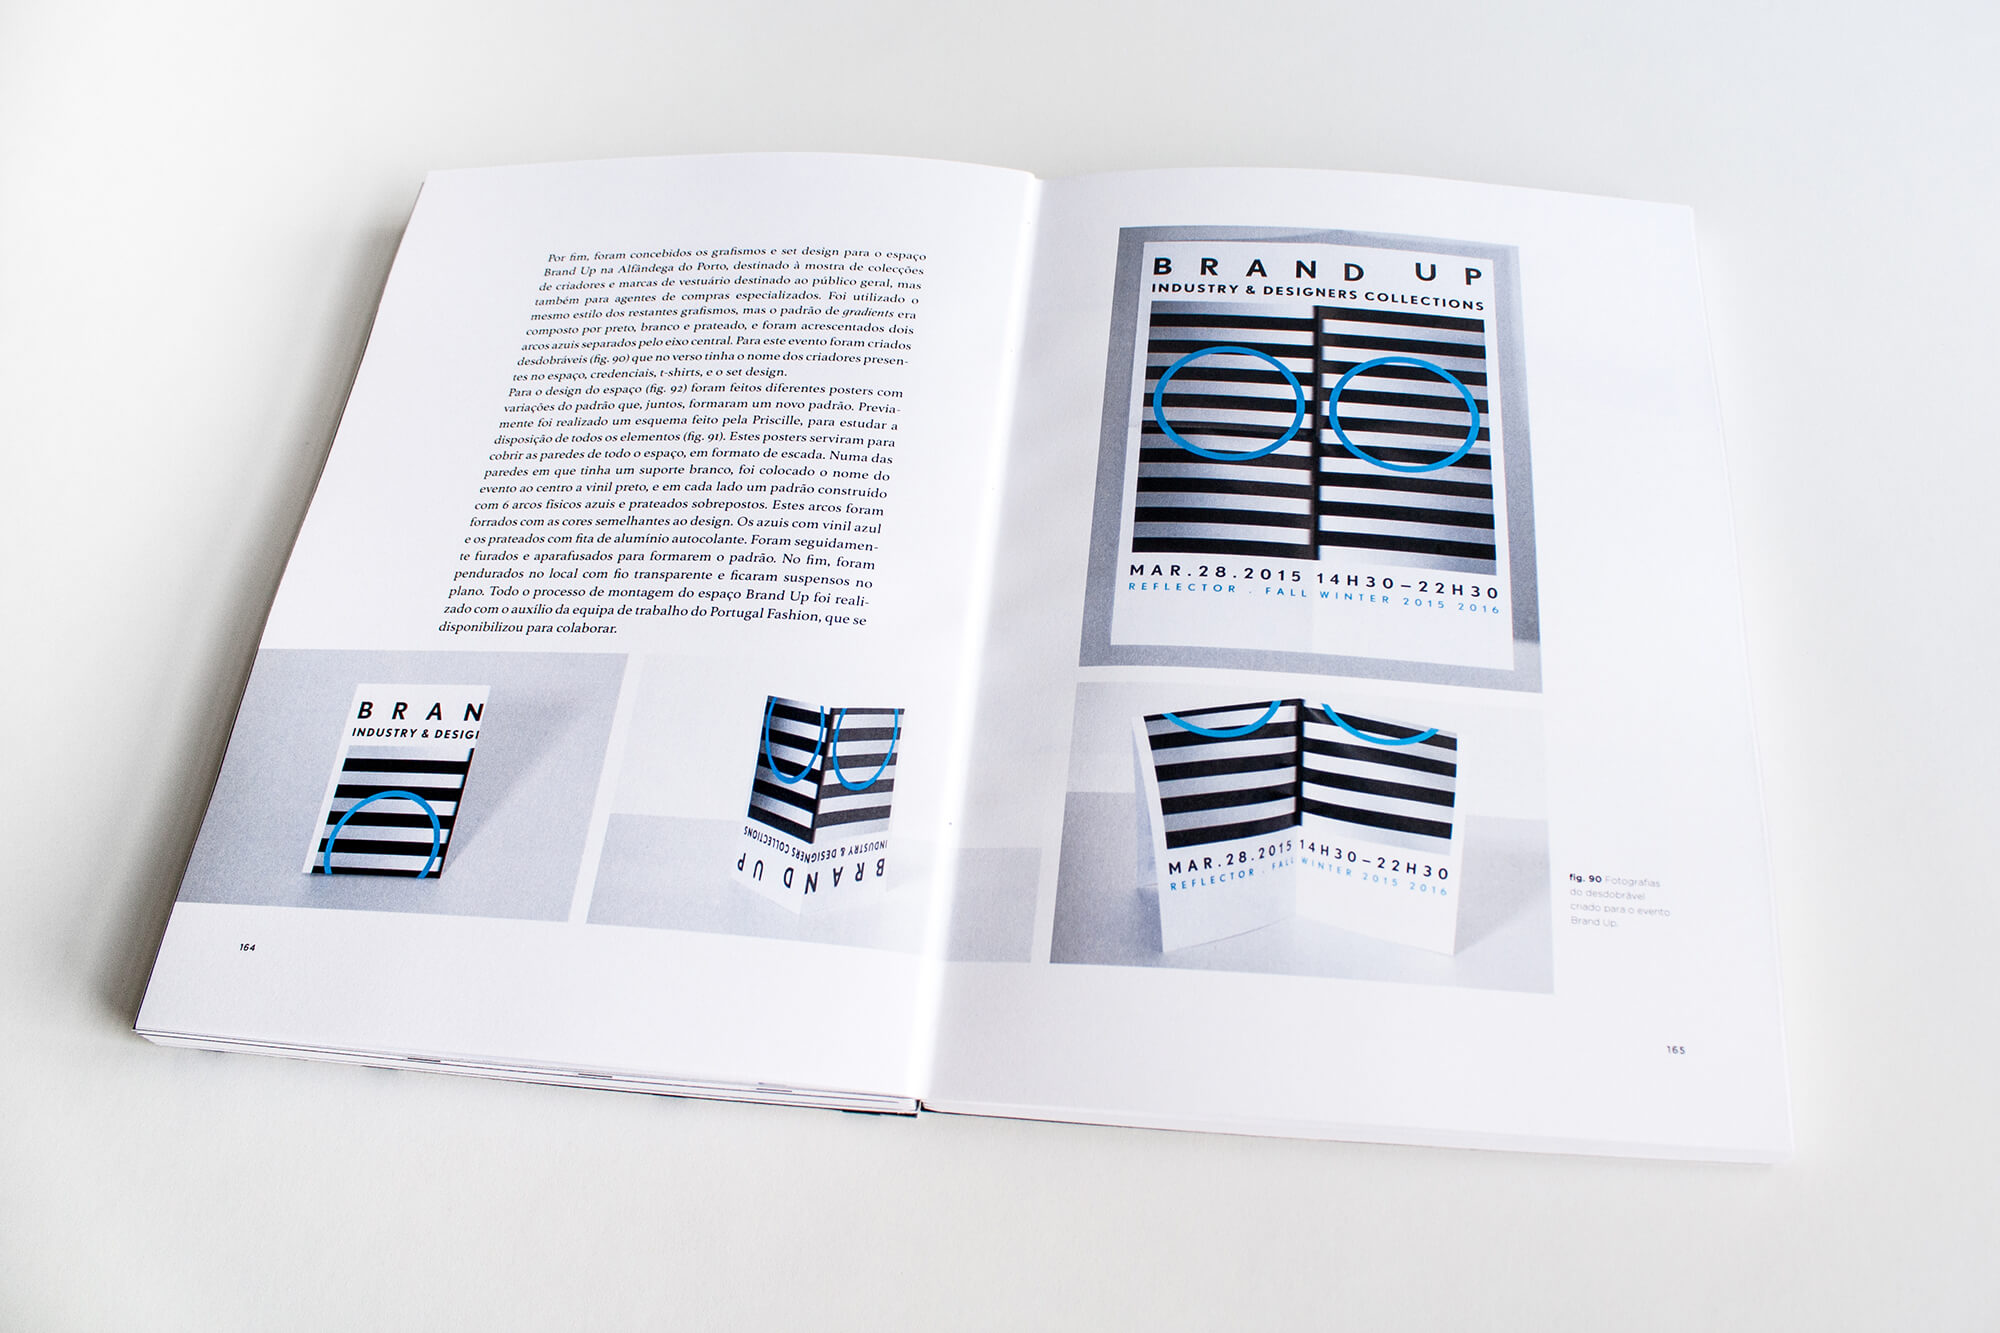 Por fim, foram concebidos os grafismos e set design para o espaço
Brand Up na Alfândega do Porto, destinado à mostra de colecções
de criadores e marcas de vestuário destinado ao público geral, mas
também para agentes de compras especializados. Foi utilizado o
mesmo estilo dos restantes grafismos, mas o padrão de gradients era
composto por preto, branco e prateado, e foram acrescentados dois
arcos azuis separados pelo eixo central. Para este evento foram criados
desdobráveis (fig. 90) que no verso tinha o nome dos criadores presen-
tes no espaço, credenciais, t-shirts, e o set design.
Para o design do espaço (fig. 92) foram feitos diferentes posters com
variações do padrão que, juntos, formaram um novo padrão. Previa-
mente foi realizado um esquema feito pela Priscille, para estudar a
disposição de todos os elementos (fig. 91). Estes posters serviram para
cobrir as paredes de todo o espaço, em formato de escada. Numa das
paredes em que tinha um suporte branco, foi colocado o nome do
evento ao centro a vinil preto, e em cada lado um padrão construído
com 6 arcos físicos azuis e prateados sobrepostos. Estes arcos foram
forrados com as cores semelhantes ao design. Os azuis com vinil azul
e os prateados com fita de alumínio autocolante. Foram seguidamen-
te furados e aparafusados para formarem o padrão. No fim, foram
pendurados no local com fio transparente e ficaram suspensos no
plano. Todo o processo de montagem do espaço Brand Up foi reali-
zado com o auxílio da equipa de trabalho do Portugal Fashion, que se
disponibilizou para colaborar.
BRAN
INDUSTRY & DESIGI
INDUSTRY & DESIGNERS COLLECTIONS
BRAND UP
164
BRAND UP
INDUSTRY & DESIGNERS COLLECTIONS
MAR.28.2015 14H30–22H30
REFLECTOR . FALL WINTER 2015 2016
MAR.28.2015 14H30–22H30
REFLECTOR . FALL WINTER 2015 2016
fig. 90 Fotografias
do desdobrável
criado para o evento
Brand Up.
165